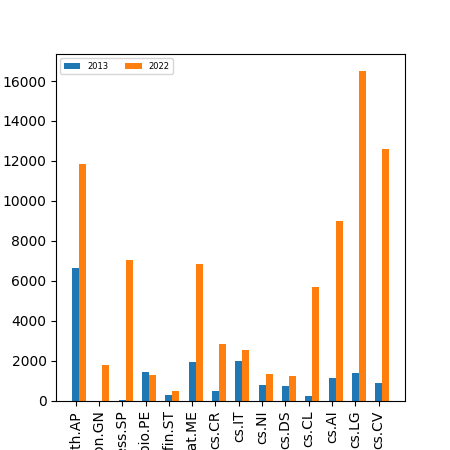 2013 2022
16000
14000
12000
10000
8000
6000
4000
2000
0
th.AP
on.GN
ess.SP
bio.PE
fin.ST
at.ME
cs.CR
cs.IT
cs.NI
cs.DS
cs.CL
cs.AI
cs.LG
cs.CV